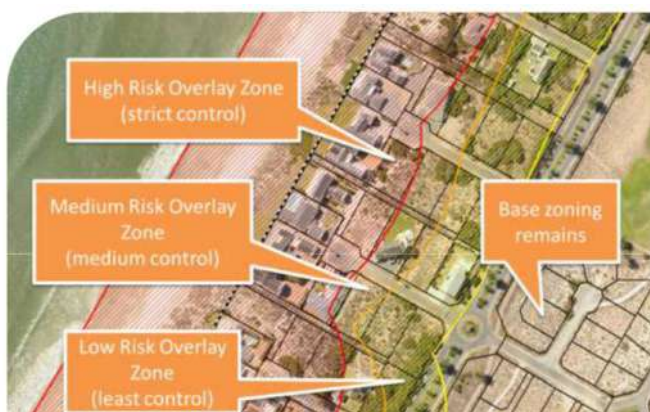 High Risk Overlay Zone
(strict control)
Medium Risk Overlay
Zone
(medium control)
Base zoning
remains
Low Risk Overlay
Zone
(least control)